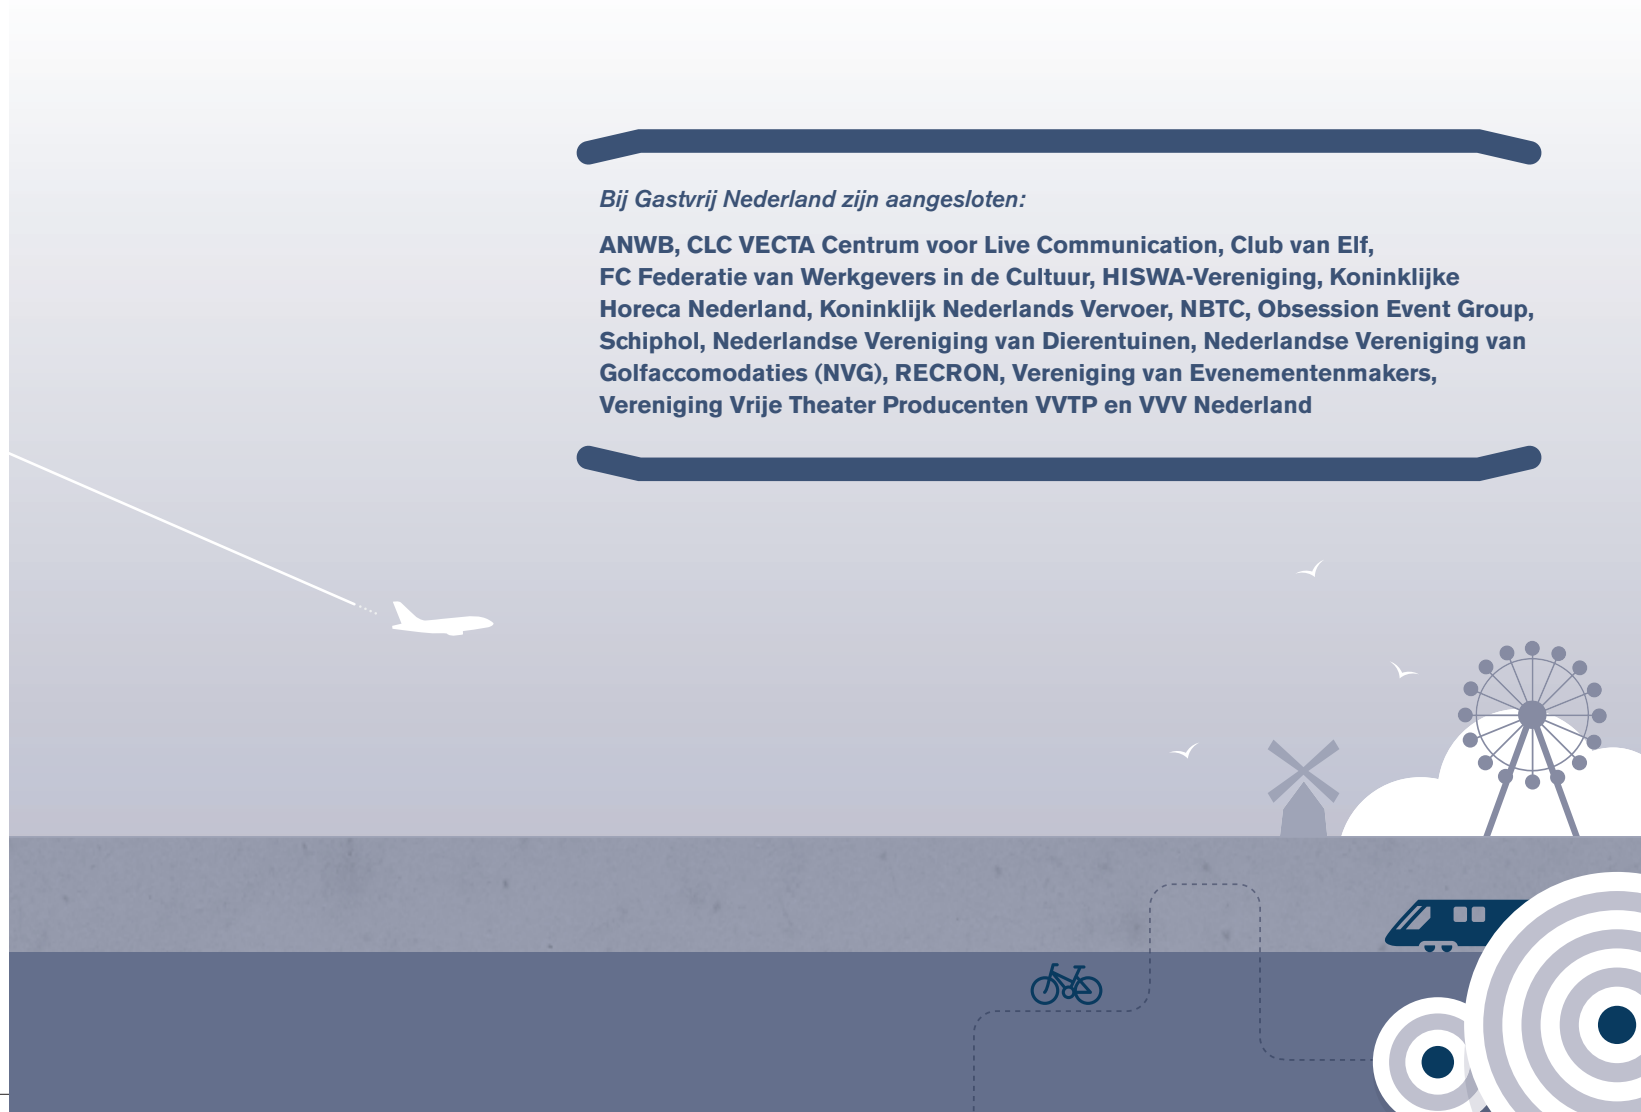 Bij Gastvrij Nederland zijn aangesloten:
ANWB, CLC VECTA Centrum voor Live Communication, Club van Elf,
FC Federatie van Werkgevers in de Cultuur, HISWA-Vereniging, Koninklijke
Horeca Nederland, Koninklijk Nederlands Vervoer, NBTC, Obsession Event Group,
Schiphol, Nederlandse Vereniging van Dierentuinen, Nederlandse Vereniging van
Golfaccomodaties (NVG), RECRON, Vereniging van Evenementenmakers,
Vereniging Vrije Theater Producenten VVTP en VVV Nederland